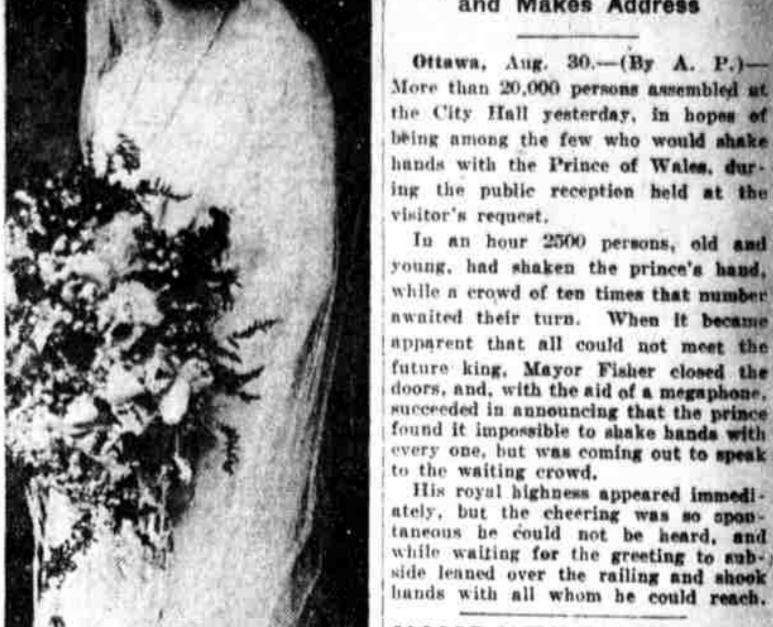 and Makes Address
Ottawa, Aug. 30.—(By A. P.)—
More than 20,000 persons assembled at
the City Hall yesterday, in hopes of
being among the few who would shake
hands with the Prince of Wales, dur-
ing the public reception held at the
visitor's request.
In an hour 2500 persons, old and
young, had shaken the prince's hand,
while a crowd of ten times that number
awaited their turn. When it became
apparent that all could not meet the
future king, Mayor Fisher closed the
doors, and, with the aid of a megaphone,
succeeded in announcing that the prince
found it impossible to shake hands with
every one, but was coming out to speak
to the waiting crowd.
His royal highness appeared immedi-
ately, but the cheering was so spon-
taneous he could not be heard, and
while waiting for the greeting to sub-
side leaned over the railing and shook
hands with all whom he could reach.